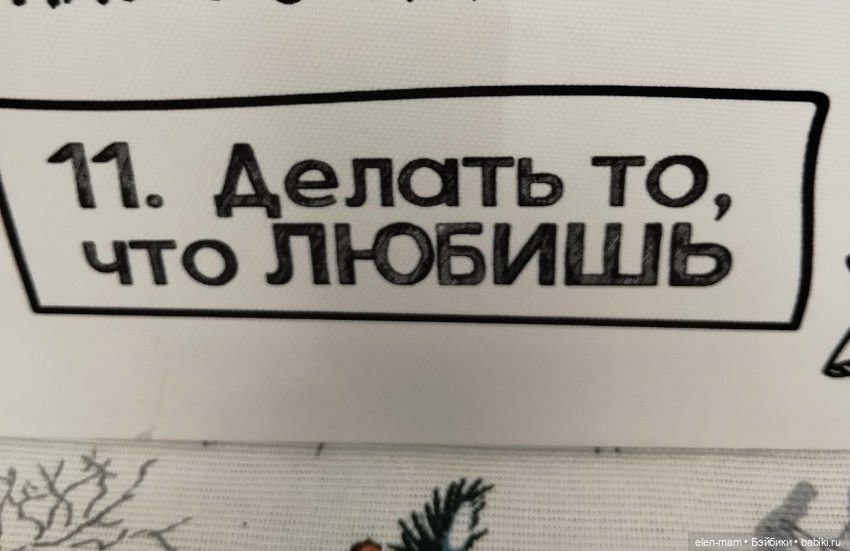 11. Делать то,
что ЛЮБИШЬ
elen-mam • Бэйбики • babiki.ru